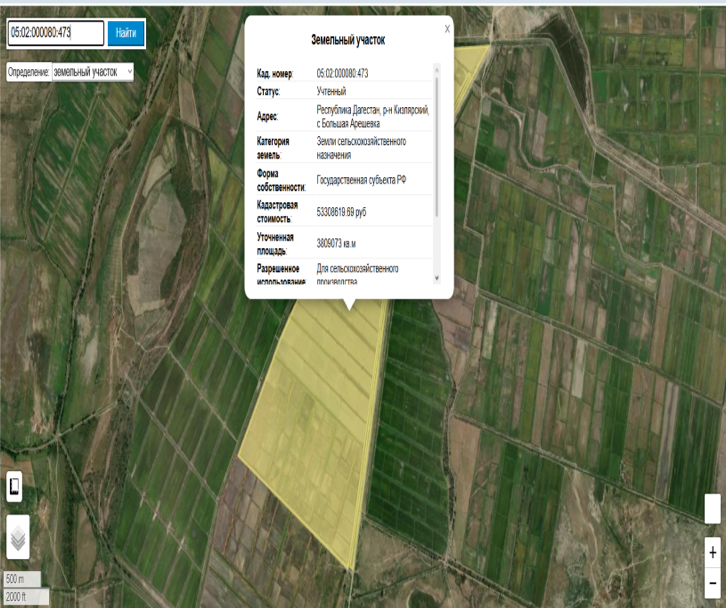 05:02:000080:473
Найти
Определение: земельный участок
x
Земельный участок
Кад. номер: 05:02:000080:473
Статус: Учтенный
Адрес: Республика Дагестан, р-н Кизлярский,
с Большая Арешевка
Категория земель: Земли сельскохозяйственного
назначения
Форма
собственности: Государственная субъекта РФ
Кадастровая
стоимость: 53308619.69 руб
Уточненная
площадь: 3809073 кв.м
Разрешенное
использование: Для сельскохозяйственного
производства
500 m
2000 ft
+
−